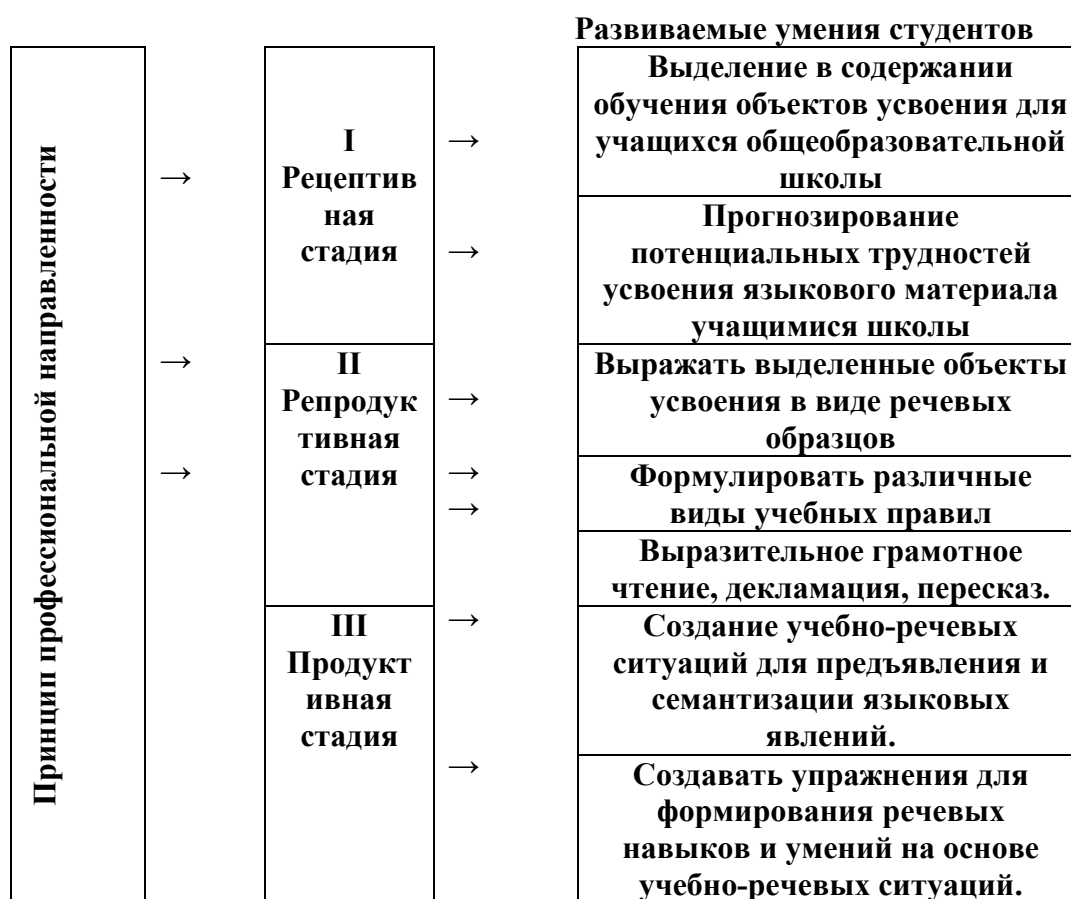 Развиваемые умения студентов
Принцип профессиональной направленности
→
→
→
I
Рецептив
ная
стадия
→
→
Выделение в содержании
обучения объектов усвоения для
учащихся общеобразовательной
школы
Прогнозирование
потенциальных трудностей
усвоения языкового материала
учащимися школы
II
Репродук
тивная
стадия
→
→
→
Выражать выделенные объекты
усвоения в виде речевых
образцов
Формулировать различные
виды учебных правил
Выразительное грамотное
чтение, декламация, пересказ.
III
Продукт
ивная
стадия
→
→
Создание учебно-речевых
ситуаций для предъявления и
семантизации языковых
явлений.
Создавать упражнения для
формирования речевых
навыков и умений на основе
учебно-речевых ситуаций.